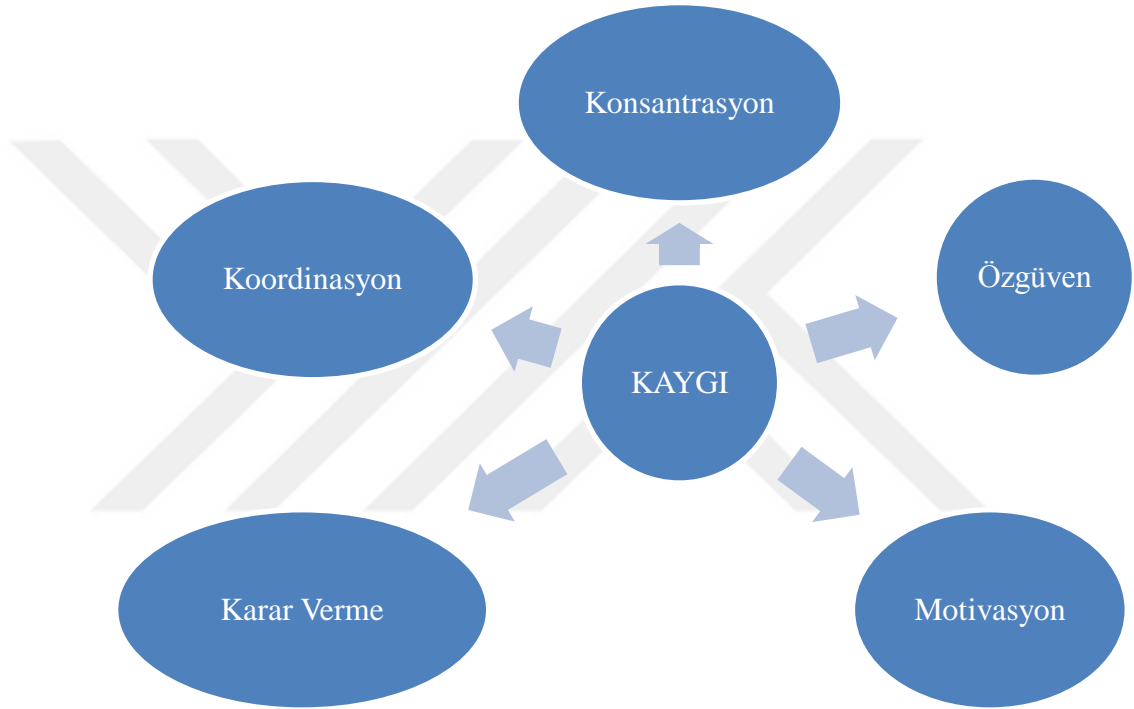 Konsantrasyon
Koordinasyon
Özgüven
KAYGI
Karar Verme
Motivasyon